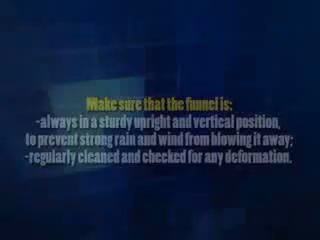 Make sure that the funnel is:
-always in a sturdy upright and vertical position,
to prevent strong rain and wind from blowing it away;
-regularly cleaned and checked for any deformation.